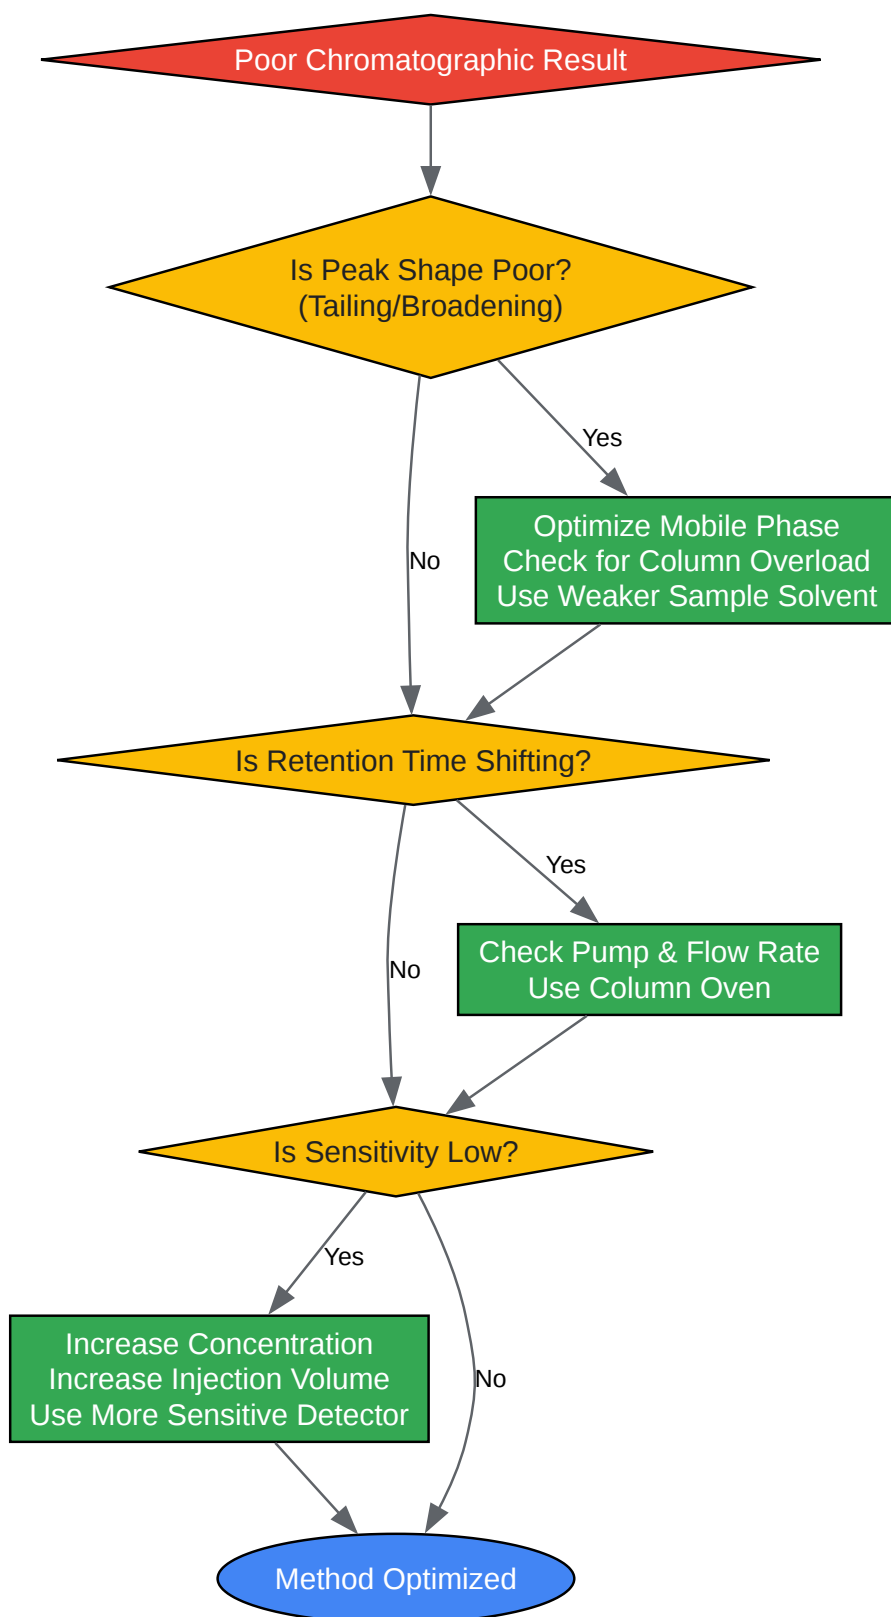 Poor Chromatographic Result
Is Peak Shape Poor?
(Tailing/Broadening)
Yes
Optimize Mobile Phase
Check for Column Overload
Use Weaker Sample Solvent
No
Is Retention Time Shifting?
Yes
Check Pump & Flow Rate
Use Column Oven
No
Is Sensitivity Low?
Yes
Increase Concentration
Increase Injection Volume
Use More Sensitive Detector
No
Method Optimized